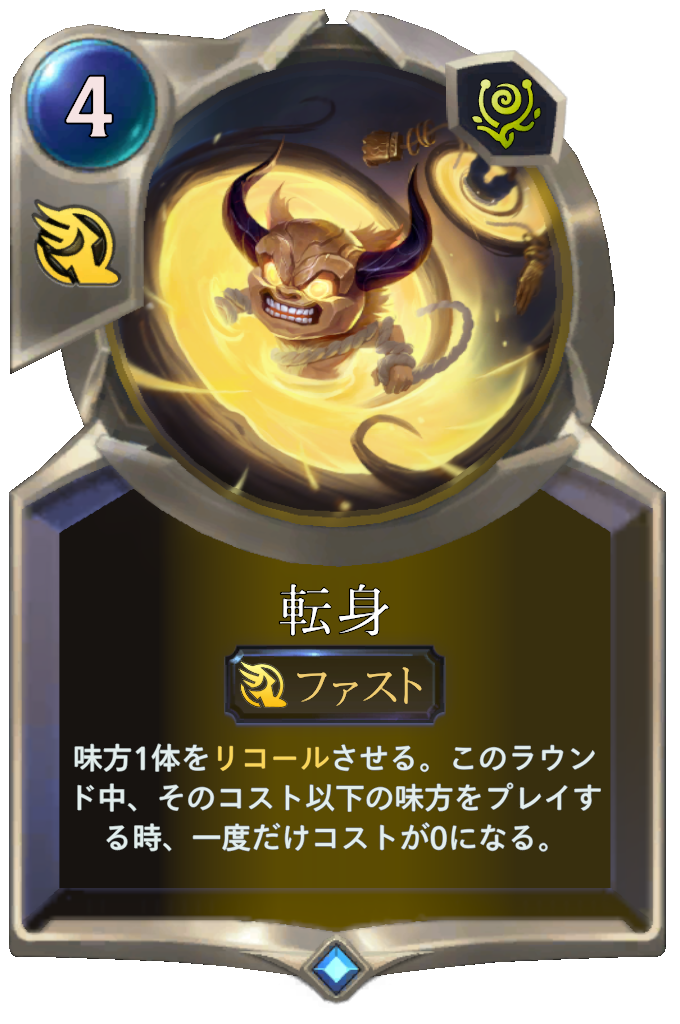 4
転身
ファスト
味方1体をリコールさせる。このラウン
ド中、そのコスト以下の味方をプレイす
る時、一度だけコストが0になる。